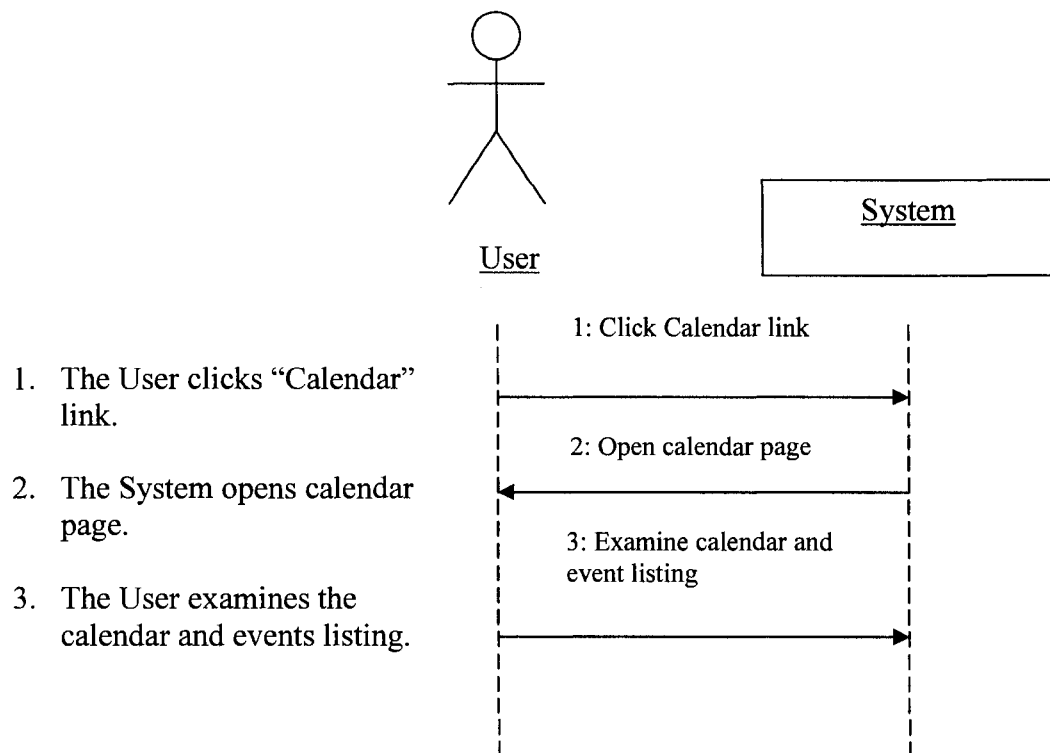 User
System
1: Click Calendar link
1. The User clicks “Calendar”
link.
2: Open calendar page
2. The System opens calendar
page.
3: Examine calendar and
event listing
3. The User examines the
calendar and events listing.